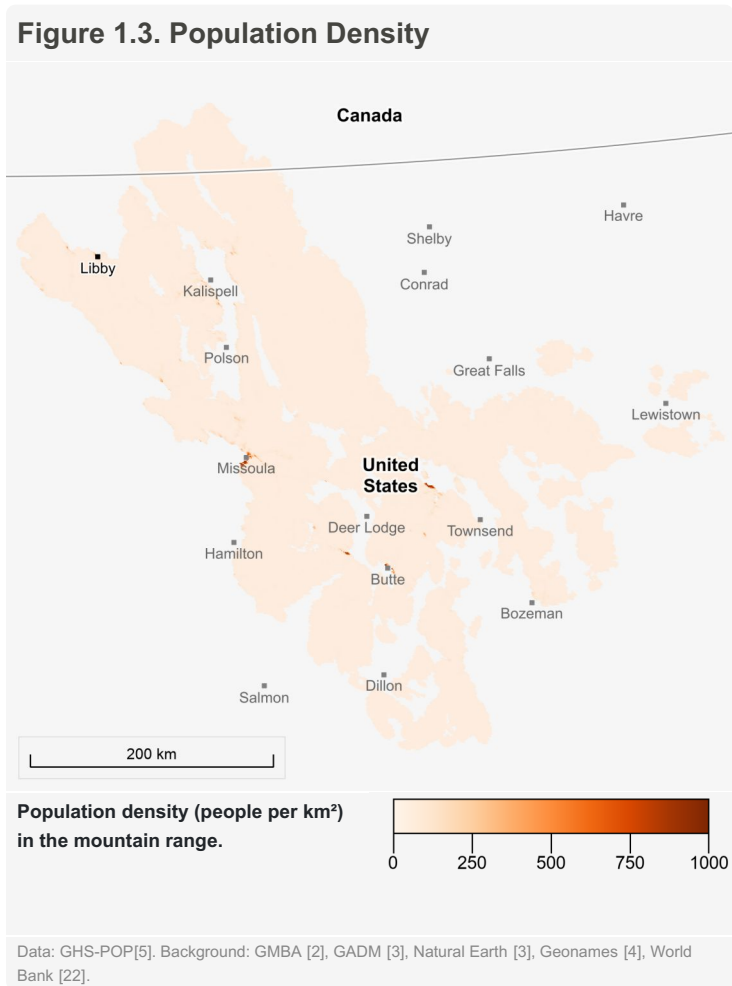 Figure 1.3. Population Density
Canada
Havre
Shelby
Libby
Conrad
Kalispell
Polson
Great Falls
Lewistown
Missoula
United
States
Deer Lodge
Townsend
Hamilton
Butte
Bozeman
Dillon
Salmon
200 km
Population density (people per km²)
in the mountain range.
0 250 500 750 1000
Data: GHS-POP[5]. Background: GMBA [2], GADM [3], Natural Earth [3], Geonames [4], World
Bank [22].